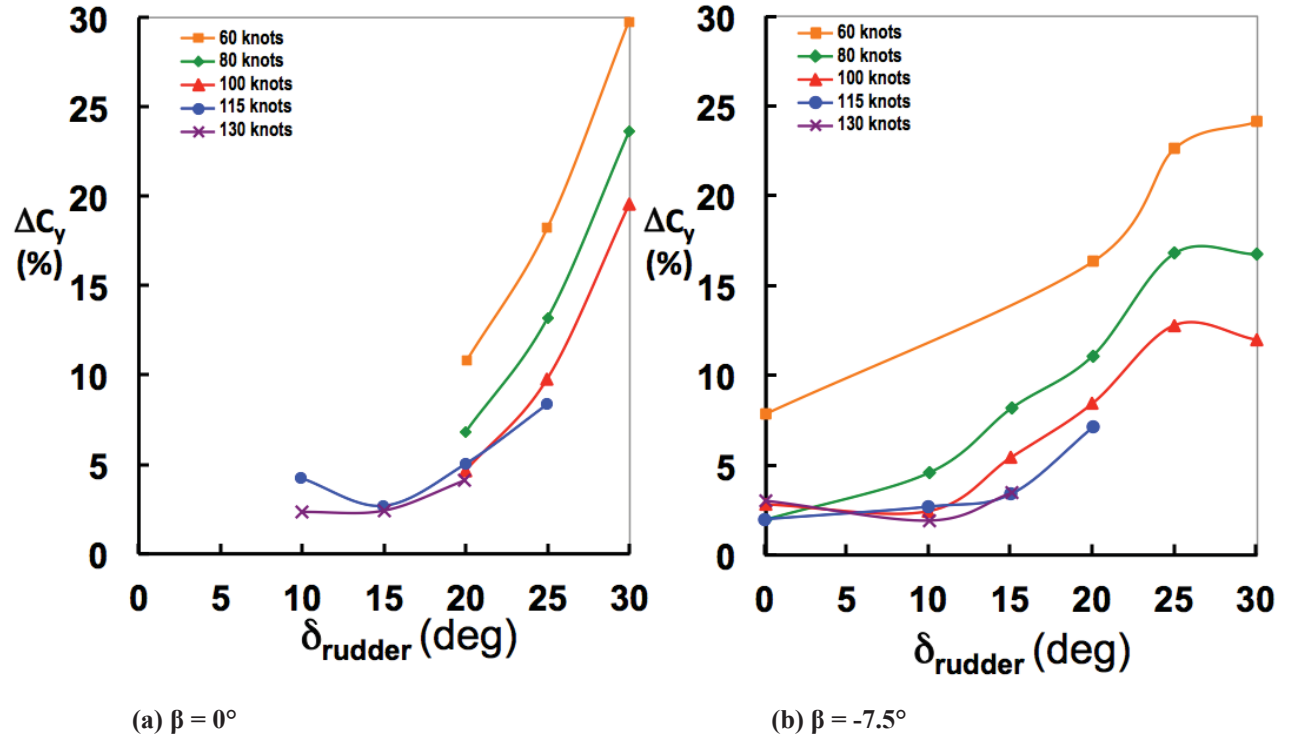 30
25
20
15
10
5
0
ΔCy
(%)
60 knots
80 knots
100 knots
115 knots
130 knots
0 5 10 15 20 25 30
δrudder (deg)
(a) β = 0°
30
25
20
15
10
5
0
ΔCy
(%)
60 knots
80 knots
100 knots
115 knots
130 knots
0 5 10 15 20 25 30
δrudder (deg)
(b) β = -7.5°